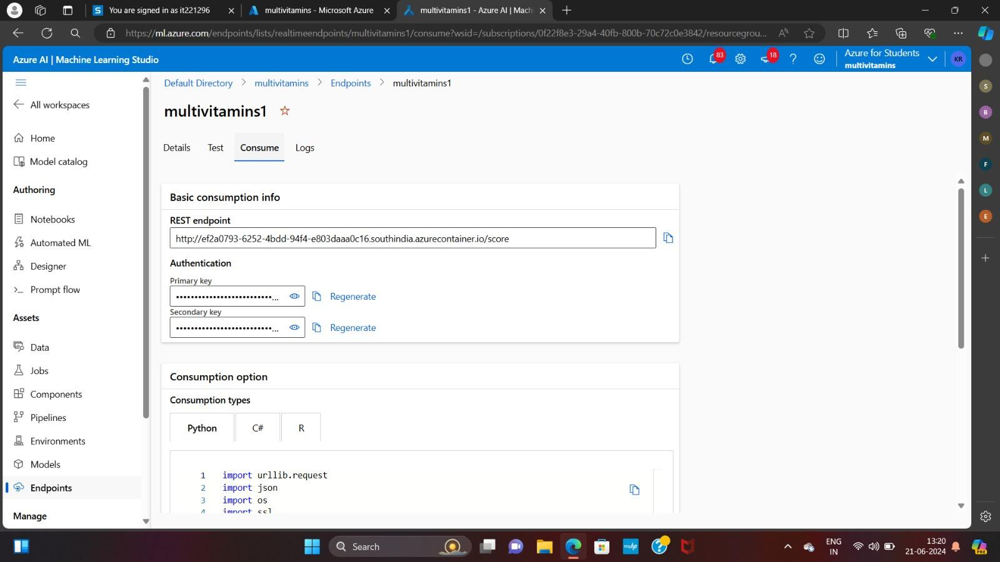 You are signed in as it221296
multivitamins - Microsoft Azure
multivitamins1 - Azure AI | Mach
https://ml.azure.com/endpoints/lists/realtimeendpoints/multivitamins1/consume?wsid=/subscriptions/0f22f8e3-29a4-40fb-800b-70c72c0e3842/resourcegrou...
Azure AI | Machine Learning Studio
83
18
Azure for Students
multivitamins
KR
All workspaces
Home
Model catalog
Authoring
Notebooks
Automated ML
Designer
Prompt flow
Assets
Data
Jobs
Components
Pipelines
Environments
Models
Endpoints
Manage
Default Directory > multivitamins > Endpoints > multivitamins1
multivitamins1
Details Test Consume Logs
Basic consumption info
REST endpoint
http://ef2a0793-6252-4bdd-94f4-e803daaa0c16.southindia.azurecontainer.io/score
Authentication
Primary key
Regenerate
Secondary key
Regenerate
Consumption option
Consumption types
Python C# R
1 import urllib.request
2 import json
3 import os
4 import ssl
S
B
M
F
L
E
Search
myhp
ENG
IN
13:20
21-06-2024
PRE